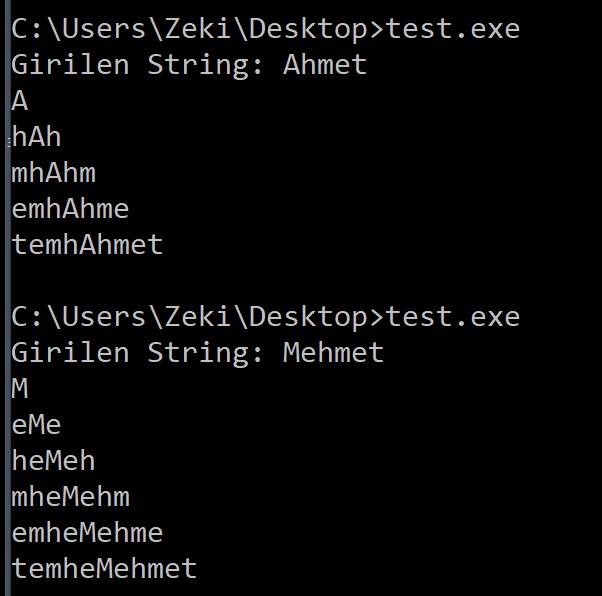 C:\Users\Zeki\Desktop>test.exe
Girilen String: Ahmet
A
hAh
mhAhm
emhAhme
temhAhmet
C:\Users\Zeki\Desktop>test.exe
Girilen String: Mehmet
M
eMe
heMeh
mheMehm
emheMehme
temheMehmet